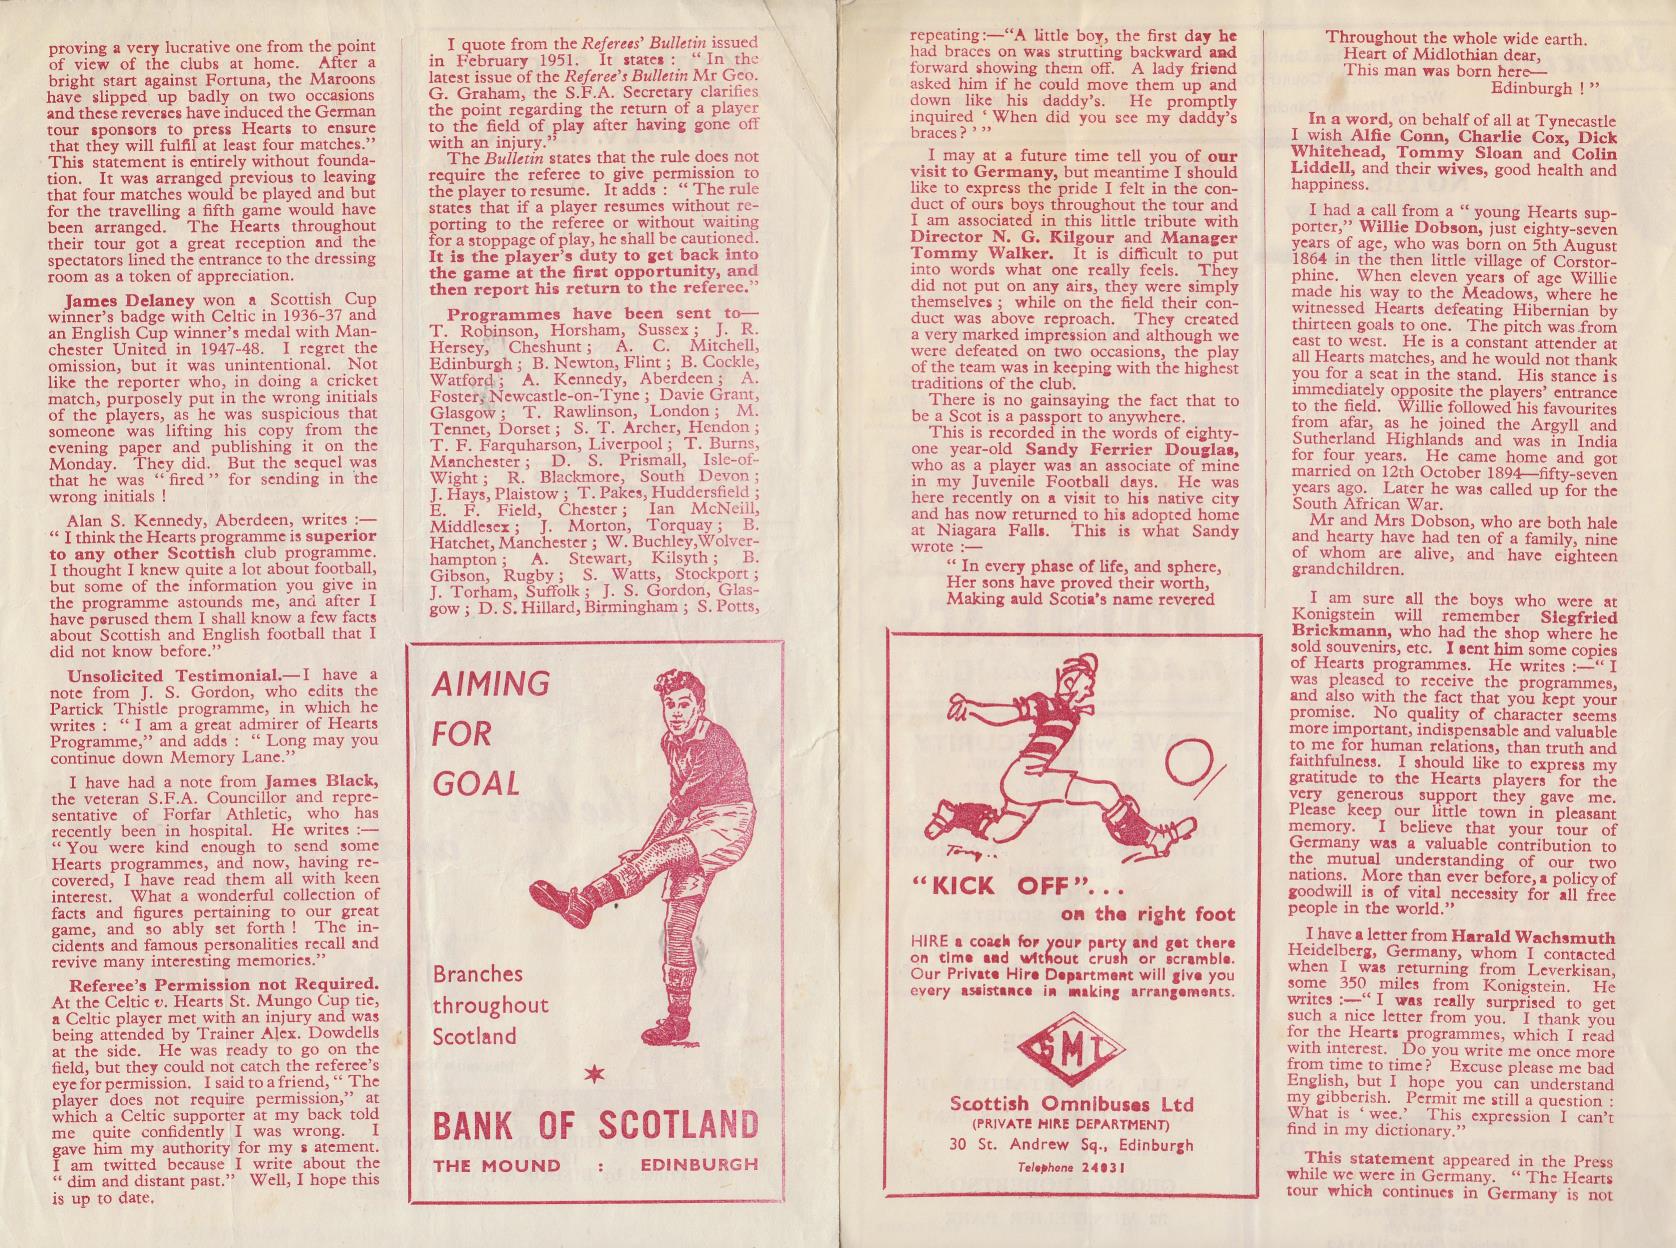 proving a very lucrative one from the point
of view of the clubs at home. After a
bright start against Fortuna, the Maroons
have slipped up badly on two occasions
and these reverses have induced the German
tour sponsors to press Hearts to ensure
that they will fulfil at least four matches."
This statement is entirely without founda-
tion. It was arranged previous to leaving
that four matches would be played and but
for the travelling a fifth game would have
been arranged. The Hearts throughout
their tour got a great reception and the
spectators lined the entrance to the dressing
room as a token of appreciation.
James Delaney won a Scottish Cup
winner's badge with Celtic in 1936-37 and
an English Cup winner's medal with Man-
chester United in 1947-48. I regret the
omission, but it was unintentional. Not
like the reporter who, in doing a cricket
match, purposely put in the wrong initials
of the players, as he was suspicious that
someone was lifting his copy from the
evening paper and publishing it on the
Monday. They did. But the sequel was
that he was "fired" for sending in the
wrong initials !
Alan S. Kennedy, Aberdeen, writes :—
" I think the Hearts programme is superior
to any other Scottish club programme.
I thought I knew quite a lot about football,
but some of the information you give in
the programme astounds me, and after I
have perused them I shall know a few facts
about Scottish and English football that I
did not know before."
Unsolicited Testimonial.—I have a
note from J. S. Gordon, who edits the
Partick Thistle programme, in which he
writes : " I am a great admirer of Hearts
Programme," and adds : " Long may you
continue down Memory Lane."
I have had a note from James Black,
the veteran S.F.A. Councillor and repre-
sentative of Forfar Athletic, who has
recently been in hospital. He writes :—
" You were kind enough to send some
Hearts programmes, and now, having re-
covered, I have read them all with keen
interest. What a wonderful collection of
facts and figures pertaining to our great
game, and so ably set forth ! The in-
cidents and famous personalities recall and
revive many interesting memories."
Referee's Permission not Required.
At the Celtic v. Hearts St. Mungo Cup tie,
a Celtic player met with an injury and was
being attended by Trainer Alex. Dowdells
at the side. He was ready to go on the
field, but they could not catch the referee's
eye for permission. I said to a friend, " The
player does not require permission," at
which a Celtic supporter at my back told
me quite confidently I was wrong. I
gave him my authority for my s atement.
I am twitted because I write about the
" dim and distant past." Well, I hope this
is up to date.
I quote from the Referees' Bulletin issued
in February 1951. It states : " In the
latest issue of the Referee's Bulletin Mr Geo.
G. Graham, the S.F.A. Secretary clarifies
the point regarding the return of a player
to the field of play after having gone off
with an injury."
The Bulletin states that the rule does not
require the referee to give permission to
the player to resume. It adds : " The rule
states that if a player resumes without re-
porting to the referee or without waiting
for a stoppage of play, he shall be cautioned.
It is the player's duty to get back into
the game at the first opportunity, and
then report his return to the referee."
Programmes have been sent to—
T. Robinson, Horsham, Sussex ; J. R.
Hersey, Cheshunt ; A. C. Mitchell,
Edinburgh ; B. Newton, Flint ; B. Cockle,
Watford ; A. Kennedy, Aberdeen ; A.
Foster, Newcastle-on-Tyne ; Davie Grant,
Glasgow ; T. Rawlinson, London ; M.
Tennet, Dorset ; S. T. Archer, Hendon ;
T. F. Farquharson, Liverpool ; T. Burns,
Manchester ; D. S. Prismall, Isle-of-
Wight ; R. Blackmore, South Devon ;
J. Hays, Plaistow ; T. Pakes, Huddersfield ;
E. F. Field, Chester ; Ian McNeill,
Middlesex ; J. Morton, Torquay ; B.
Hatchet, Manchester ; W. Buchley, Wolver-
hampton ; A. Stewart, Kilsyth ; B.
Gibson, Rugby ; S. Watts, Stockport ;
J. Torham, Suffolk ; J. S. Gordon, Glas-
gow ; D. S. Hillard, Birmingham ; S. Potts,
AIMING
FOR
GOAL
Branches
throughout
Scotland
BANK OF SCOTLAND
THE MOUND : EDINBURGH
repeating :—"A little boy, the first day he
had braces on was strutting backward and
forward showing them off. A lady friend
asked him if he could move them up and
down like his daddy's. He promptly
inquired ' When did you see my daddy's
braces ? ' "
I may at a future time tell you of our
visit to Germany, but meantime I should
like to express the pride I felt in the con-
duct of ours boys throughout the tour and
I am associated in this little tribute with
Director N. G. Kilgour and Manager
Tommy Walker. It is difficult to put
into words what one really feels. They
did not put on any airs, they were simply
themselves ; while on the field their con-
duct was above reproach. They created
a very marked impression and although we
were defeated on two occasions, the play
of the team was in keeping with the highest
traditions of the club.
There is no gainsaying the fact that to
be a Scot is a passport to anywhere.
This is recorded in the words of eighty-
one year-old Sandy Ferrier Douglas,
who as a player was an associate of mine
in my Juvenile Football days. He was
here recently on a visit to his native city
and has now returned to his adopted home
at Niagara Falls. This is what Sandy
wrote :—
" In every phase of life, and sphere,
Her sons have proved their worth,
Making auld Scotia's name revered
Tony..
"KICK OFF"...
on the right foot
HIRE a coach for your party and get there
on time and without crush or scramble.
Our Private Hire Department will give you
every assistance in making arrangements.
SMT
Scottish Omnibuses Ltd
(PRIVATE HIRE DEPARTMENT)
30 St. Andrew Sq., Edinburgh
Telephone 24031
Throughout the whole wide earth.
Heart of Midlothian dear,
This man was born here—
Edinburgh ! "
In a word, on behalf of all at Tynecastle
I wish Alfie Conn, Charlie Cox, Dick
Whitehead, Tommy Sloan and Colin
Liddell, and their wives, good health and
happiness.
I had a call from a " young Hearts sup-
porter," Willie Dobson, just eighty-seven
years of age, who was born on 5th August
1864 in the then little village of Corstor-
phine. When eleven years of age Willie
made his way to the Meadows, where he
witnessed Hearts defeating Hibernian by
thirteen goals to one. The pitch was from
east to west. He is a constant attender at
all Hearts matches, and he would not thank
you for a seat in the stand. His stance is
immediately opposite the players' entrance
to the field. Willie followed his favourites
from afar, as he joined the Argyll and
Sutherland Highlands and was in India
for four years. He came home and got
married on 12th October 1894—fifty-seven
years ago. Later he was called up for the
South African War.
Mr and Mrs Dobson, who are both hale
and hearty have had ten of a family, nine
of whom are alive, and have eighteen
grandchildren.
I am sure all the boys who were at
Konigstein will remember Siegfried
Brickmann, who had the shop where he
sold souvenirs, etc. I sent him some copies
of Hearts programmes. He writes :—" I
was pleased to receive the programmes,
and also with the fact that you kept your
promise. No quality of character seems
more important, indispensable and valuable
to me for human relations, than truth and
faithfulness. I should like to express my
gratitude to the Hearts players for the
very generous support they gave me.
Please keep our little town in pleasant
memory. I believe that your tour of
Germany was a valuable contribution to
the mutual understanding of our two
nations. More than ever before, a policy of
goodwill is of vital necessity for all free
people in the world."
I have a letter from Harald Wachsmuth
Heidelberg, Germany, whom I contacted
when I was returning from Leverkisan,
some 350 miles from Konigstein. He
writes :—" I was really surprised to get
such a nice letter from you. I thank you
for the Hearts programmes, which I read
with interest. Do you write me once more
from time to time? Excuse please me bad
English, but I hope you can understand
my gibberish. Permit me still a question :
What is ' wee.' This expression I can't
find in my dictionary."
This statement appeared in the Press
while we were in Germany. " The Hearts
tour which continues in Germany is not